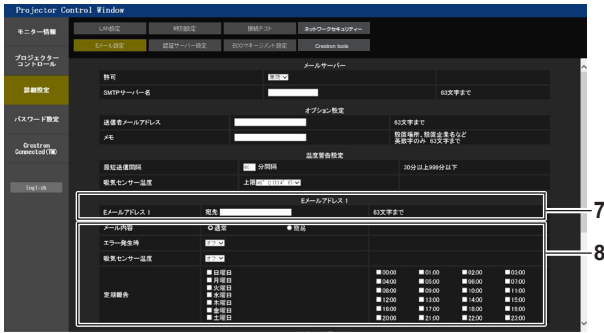 Projector Control Window
モニター情報
プロジェクター
コントロール
詳細設定
パスワード設定
Crestron
Connected(TM)
English
LAN設定 時刻設定 接続テスト ネットワークセキュリティー
Eメール設定 認証サーバー設定 ECOマネージメント設定 Crestron tools
メールサーバー
許可 無効
SMTPサーバー名 63文字まで
オプション設定
送信者メールアドレス 63文字まで
メモ 設置場所、設置企業名など
英数字のみ 63文字まで
温度警告設定
最短送信間隔 60 分間隔 30分以上999分以下
吸気センサー温度 上限
Eメールアドレス 1
Eメールアドレス 1 宛先 63文字まで
7
メール内容 通常 簡易
8
エラー発生時 オフ
吸気センサー温度 オフ
定期報告
日曜日
月曜日
火曜日
水曜日
木曜日
金曜日
土曜日
00:00 01:00 02:00 03:00
04:00 05:00 06:00 07:00
08:00 09:00 10:00 11:00
12:00 13:00 14:00 15:00
16:00 17:00 18:00 19:00
20:00 21:00 22:00 23:00